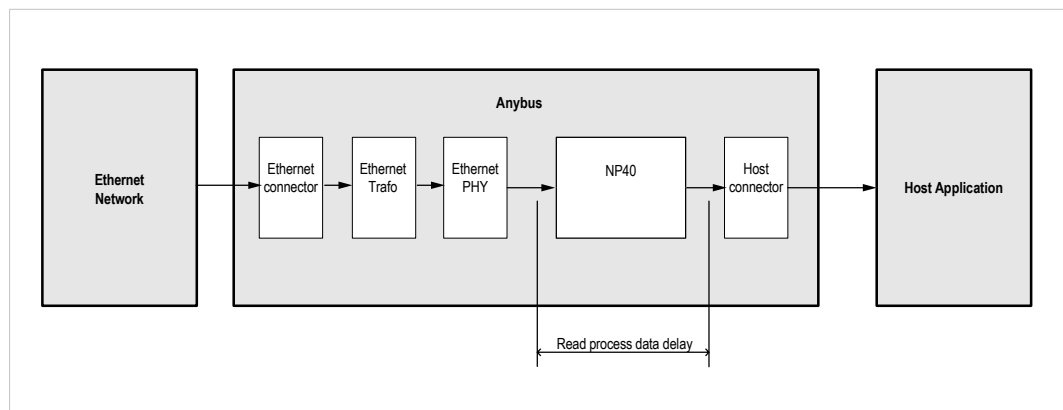 Anybus
Ethernet
Network
Ethernet
connector
Ethernet
Trafo
Ethernet
PHY
NP40
Host
connector
Host Application
Read process data delay